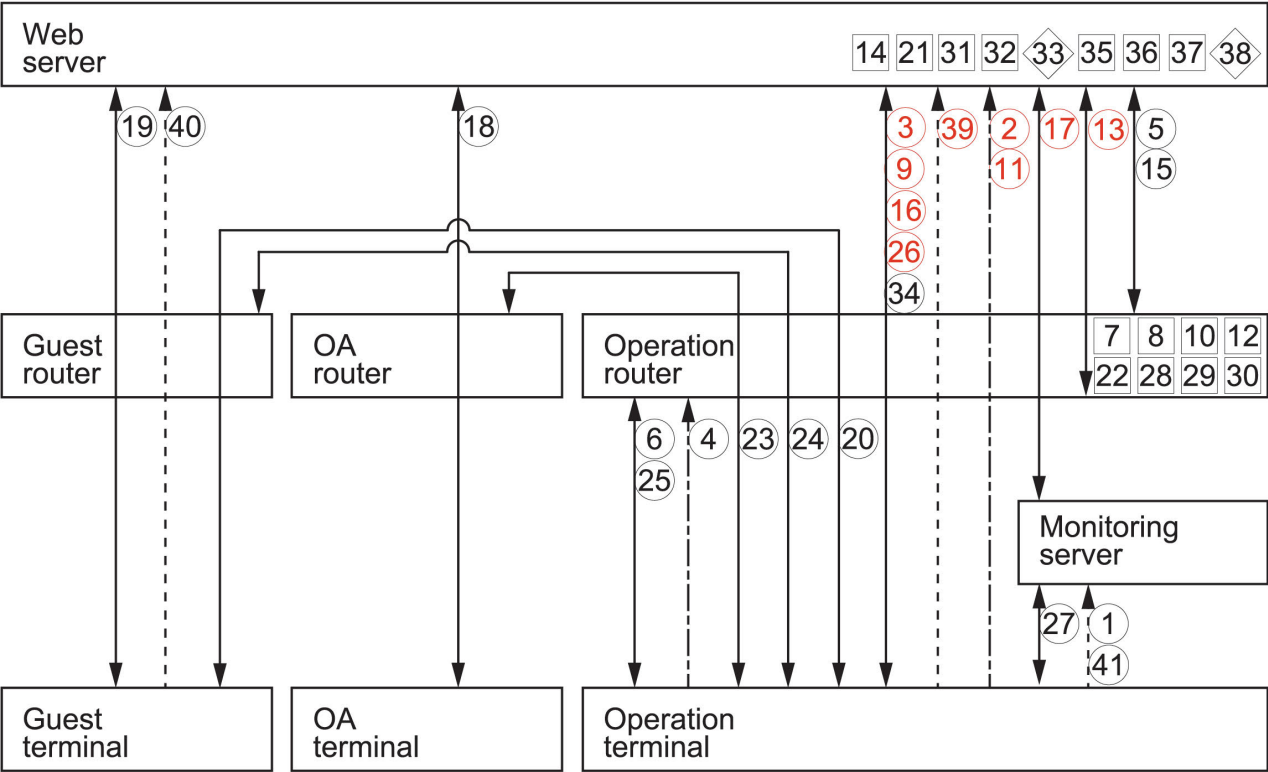 Web
server
14 21 31 32 33 35 36 37 38
19 40 18 3 39 2 17 13 5
9 11 15
16
26
34
Guest
router
OA
router
Operation
router
7 8 10 12
22 28 29 30
6 4 23 24 20
25
Monitoring
server
27 1
41
Guest
terminal
OA
terminal
Operation
terminal